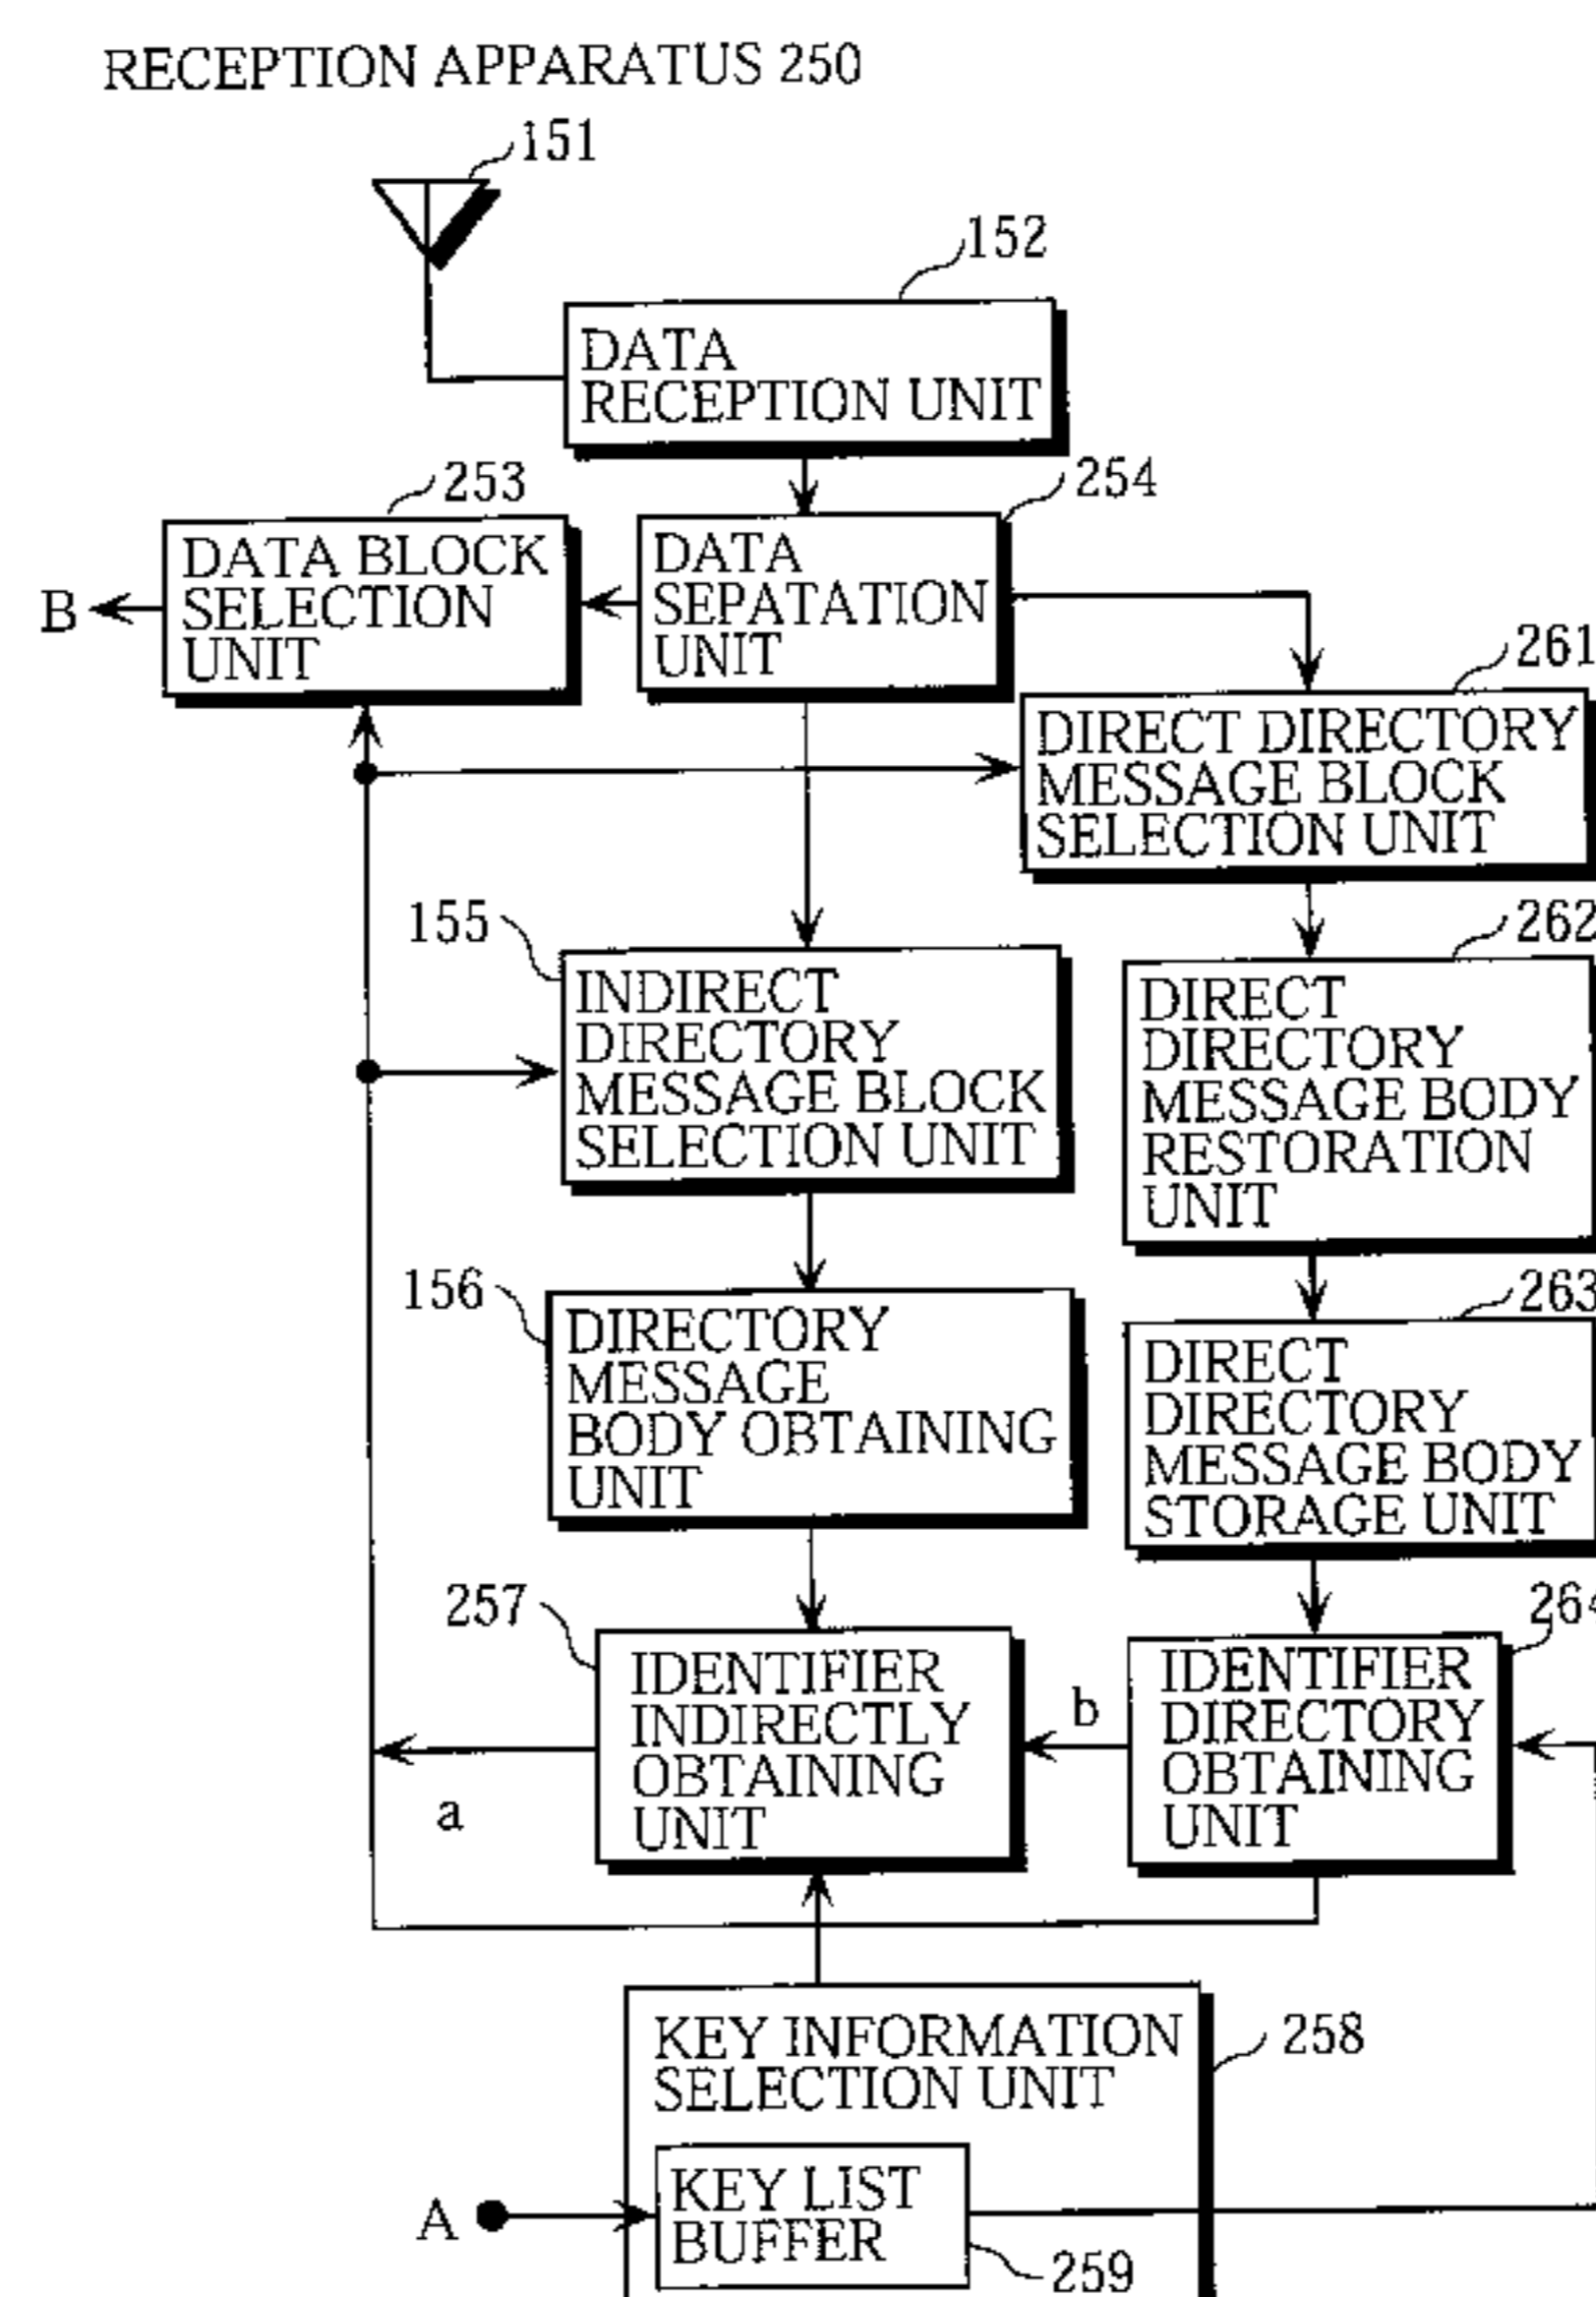 RECEPTION APPARATUS 250
151
152
DATA
RECEPTION UNIT
253
254
DATA BLOCK
SELECTION
UNIT
DATA
SEPATATION
UNIT
B
261
DIRECT DIRECTORY
MESSAGE BLOCK
SELECTION UNIT
155
262
INDIRECT
DIRECTORY
MESSAGE BLOCK
SELECTION UNIT
DIRECT
DIRECTORY
MESSAGE BODY
RESTORATION
UNIT
156
263
DIRECTORY
MESSAGE
BODY OBTAINING
UNIT
DIRECT
DIRECTORY
MESSAGE BODY
STORAGE UNIT
257
264
IDENTIFIER
INDIRECTLY
OBTAINING
UNIT
b
IDENTIFIER
DIRECTORY
OBTAINING
UNIT
a
KEY INFORMATION
SELECTION UNIT
258
KEY LIST
BUFFER
A
259